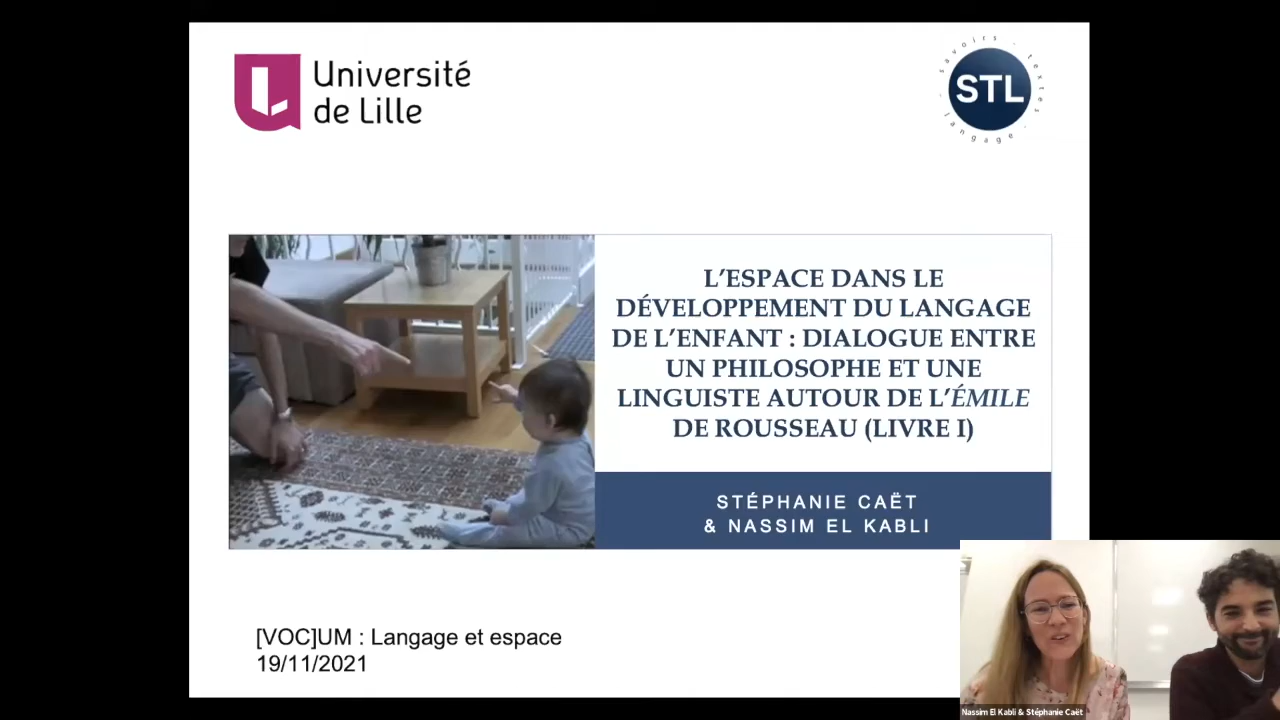 Université
de Lille
savoirs - textes - langage -
STL
L'ESPACE DANS LE
DÉVELOPPEMENT DU LANGAGE
DE L'ENFANT : DIALOGUE ENTRE
UN PHILOSOPHE ET UNE
LINGUISTE AUTOUR DE L'ÉMILE
DE ROUSSEAU (LIVRE I)
STÉPHANIE CAËT
& NASSIM EL KABLI
[VOC]UM : Langage et espace
19/11/2021
Nassim El Kabli & Stéphanie Caët